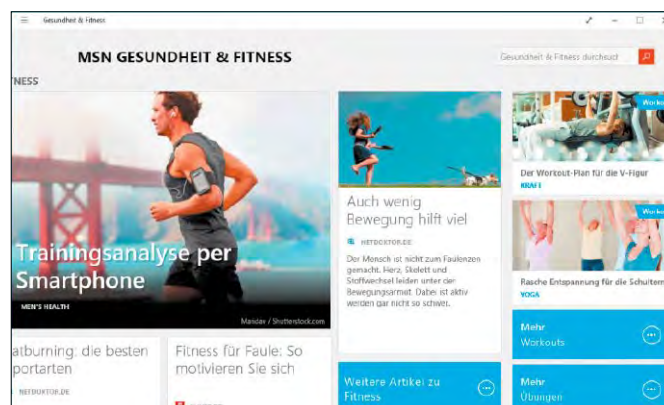 Gesundheit & Fitness
MSN GESUNDHEIT & FITNESS
Gesundheit & Fitness durchsucl
NESS
Trainingsanalyse per
Smartphone
MEN'S HEALTH
Maridav / Shutterstock.com
Auch wenig
Bewegung hilft viel
NETDOKTOR.DE
Der Mensch ist nicht zum Faulenzen
gemacht. Herz, Skelett und
Stoffwechsel leiden unter der
Bewegungsarmut. Dabei ist aktiv
werden gar nicht so schwer.
Worko
Der Workout-Plan für die V-Figur
KRAFT
Worko
Rasche Entspannung für die Schultern
YOGA
atburning: die besten
portarten
NETDOKTOR.DE
Fitness für Faule: So
motivieren Sie sich
Weitere Artikel zu
Fitness
Mehr
Workouts
Mehr
Übungen